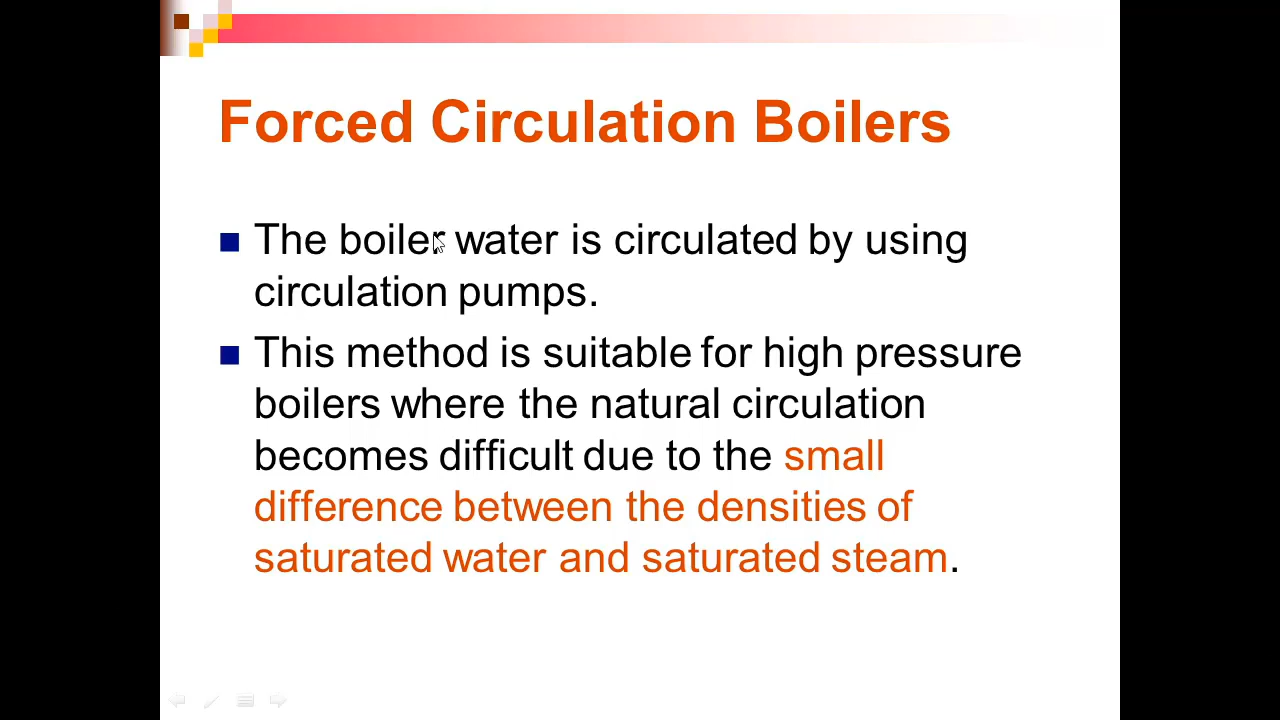 Forced Circulation Boilers
The boiler water is circulated by using
circulation pumps.
This method is suitable for high pressure
boilers where the natural circulation
becomes difficult due to the small
difference between the densities of
saturated water and saturated steam.